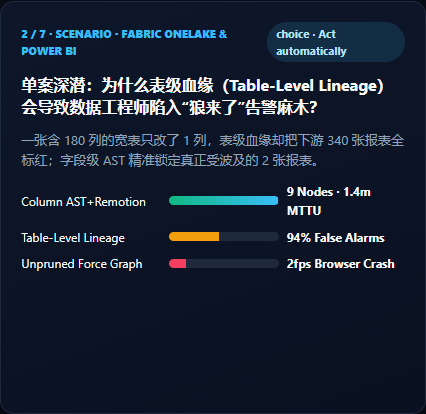 2 / 7 · SCENARIO · FABRIC ONELAKE &
POWER BI
choice · Act
automatically
单案深潜：为什么表级血缘（Table-Level Lineage）
会导致数据工程师陷入“狼来了”告警麻木？
一张含 180 列的宽表只改了 1 列，表级血缘却把下游 340 张报表全
标红；字段级 AST 精准锁定真正受波及的 2 张报表。
Column AST+Remotion
9 Nodes · 1.4m
MTTU
Table-Level Lineage
94% False Alarms
Unpruned Force Graph
2fps Browser Crash